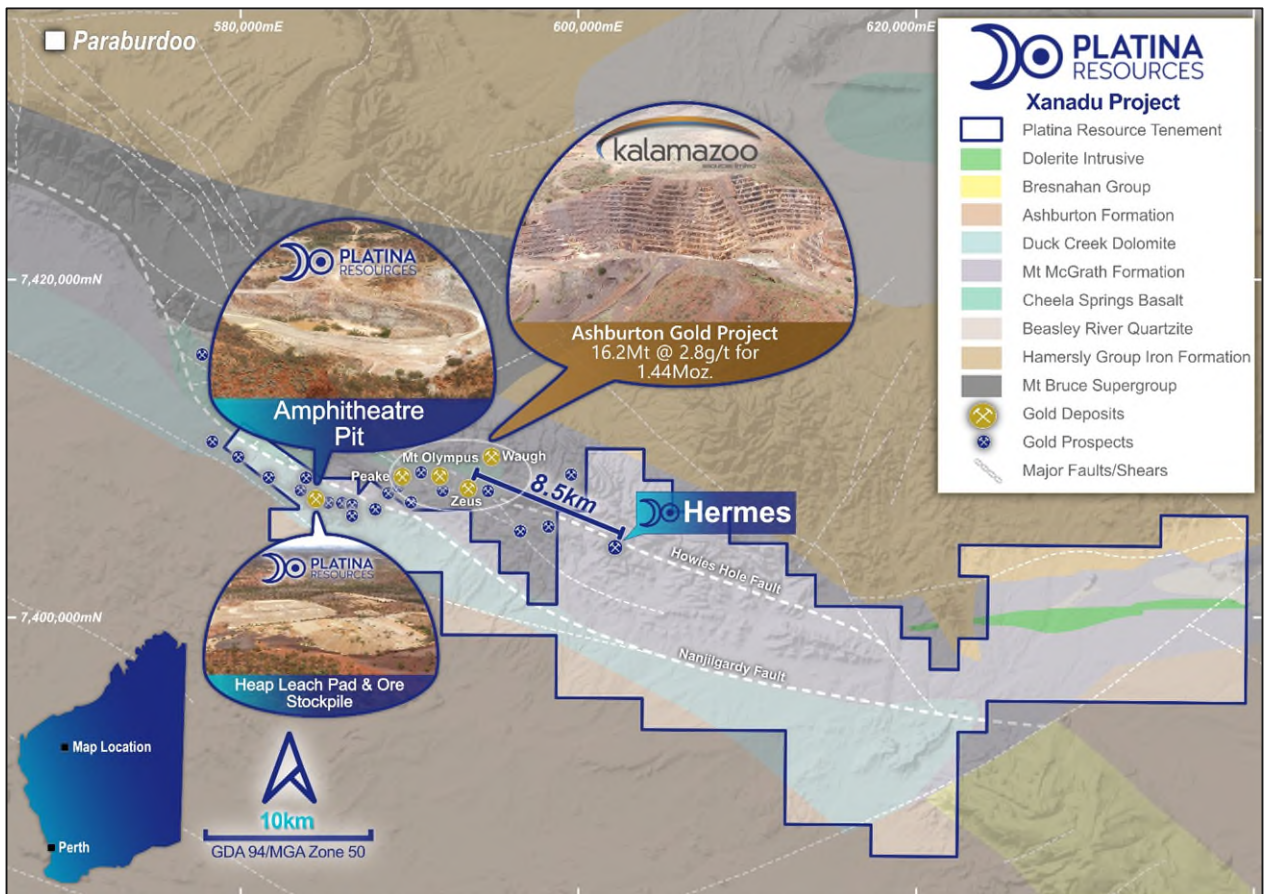 580,000mE
600,000mE
620,000mE
Paraburdoo
PLATINA
RESOURCES
Xanadu Project
Platina Resource Tenement
Dolerite Intrusive
Bresnahan Group
Ashburton Formation
Duck Creek Dolomite
Mt McGrath Formation
Cheela Springs Basalt
Beasley River Quartzite
Hamersly Group Iron Formation
Mt Bruce Supergroup
Gold Deposits
Gold Prospects
Major Faults/Shears
kalamazoo
resources limited
Ashburton Gold Project
16.2Mt @ 2.8g/t for
1.44Moz.
PLATINA
RESOURCES
Amphitheatre
Pit
7,420,000mN
Mt Olympus
Waugh
Peake
Zeus
8.5km
Hermes
Howies Hole Fault
Nanjilgardy Fault
PLATINA
RESOURCES
Heap Leach Pad & Ore
Stockpile
7,400,000mN
Map Location
Perth
10km
GDA 94/MGA Zone 50